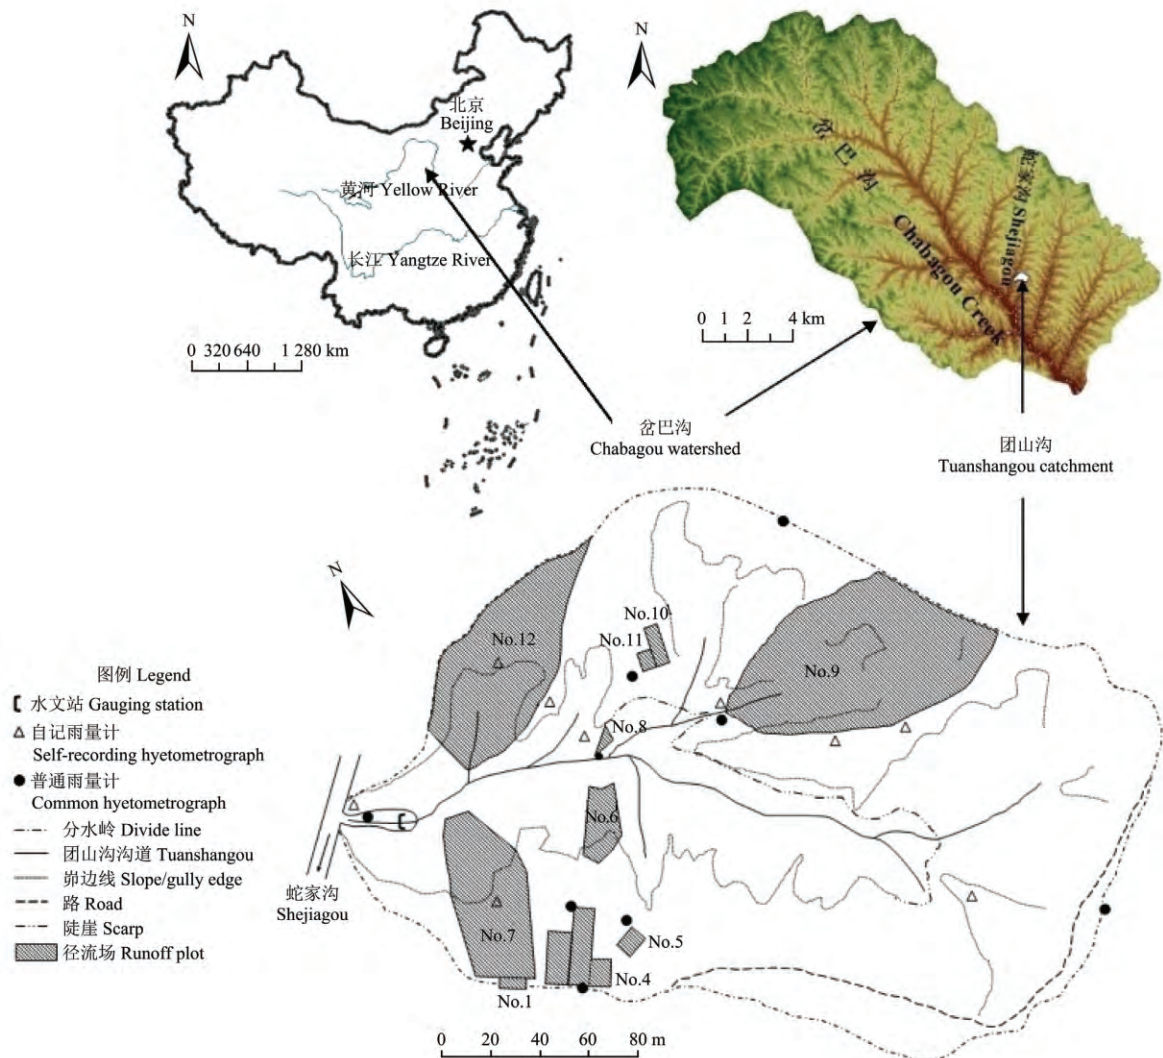 N
北京
Beijing
黄河 Yellow River
长江 Yangtze River
0 320 640 1 280 km
N
岔巴沟
Chabagou Creek
蛇家沟 Shejiagou
0 1 2 4 km
岔巴沟
Chabagou watershed
团山沟
Tuanshangou catchment
N
No.12
No.10
No.11
No.9
No.8
No.6
No.7
No.5
No.4
No.1
蛇家沟
Shejiagou
图例 Legend
水文站 Gauging station
自记雨量计
Self-recording hyetometrograph
普通雨量计
Common hyetometrograph
分水岭 Divide line
团山沟沟道 Tuanshangou
峁边线 Slope/gully edge
路 Road
陡崖 Scarp
径流场 Runoff plot
0 20 40 60 80 m